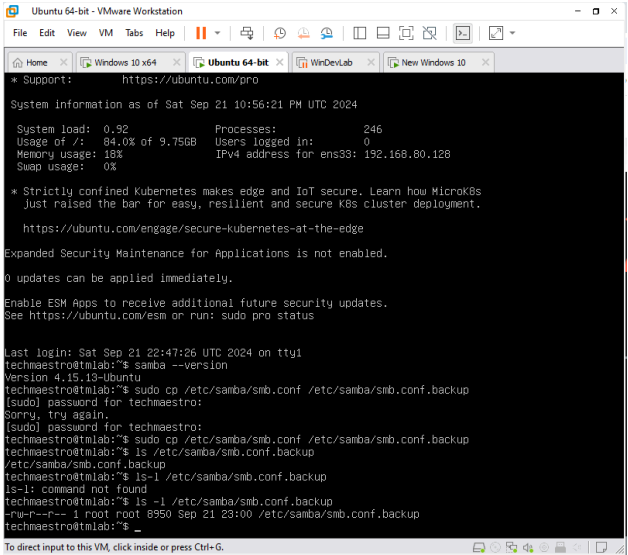 Ubuntu 64-bit - VMware Workstation
File Edit View VM Tabs Help
Home
Windows 10 x64
Ubuntu 64-bit
WinDevLab
New Windows 10
* Support: https://ubuntu.com/pro
System information as of Sat Sep 21 10:56:21 PM UTC 2024
System load: 0.92 Processes: 246
Usage of /: 84.0% of 9.75GB Users logged in: 0
Memory usage: 18% IPv4 address for ens33: 192.168.80.128
Swap usage: 0%
* Strictly confined Kubernetes makes edge and IoT secure. Learn how MicroK8s
just raised the bar for easy, resilient and secure K8s cluster deployment.
https://ubuntu.com/engage/secure-kubernetes-at-the-edge
Expanded Security Maintenance for Applications is not enabled.
0 updates can be applied immediately.
Enable ESM Apps to receive additional future security updates.
See https://ubuntu.com/esm or run: sudo pro status
Last login: Sat Sep 21 22:47:26 UTC 2024 on tty1
techmaestro@tmlab:~$ samba --version
Version 4.15.13-Ubuntu
techmaestro@tmlab:~$ sudo cp /etc/samba/smb.conf /etc/samba/smb.conf.backup
[sudo] password for techmaestro:
Sorry, try again.
[sudo] password for techmaestro:
techmaestro@tmlab:~$ sudo cp /etc/samba/smb.conf /etc/samba/smb.conf.backup
techmaestro@tmlab:~$ ls /etc/samba/smb.conf.backup
/etc/samba/smb.conf.backup
techmaestro@tmlab:~$ ls-l /etc/samba/smb.conf.backup
ls-l: command not found
techmaestro@tmlab:~$ ls -l /etc/samba/smb.conf.backup
-rw-r--r-- 1 root root 8950 Sep 21 23:00 /etc/samba/smb.conf.backup
techmaestro@tmlab:~$ _
To direct input to this VM, click inside or press Ctrl+G.